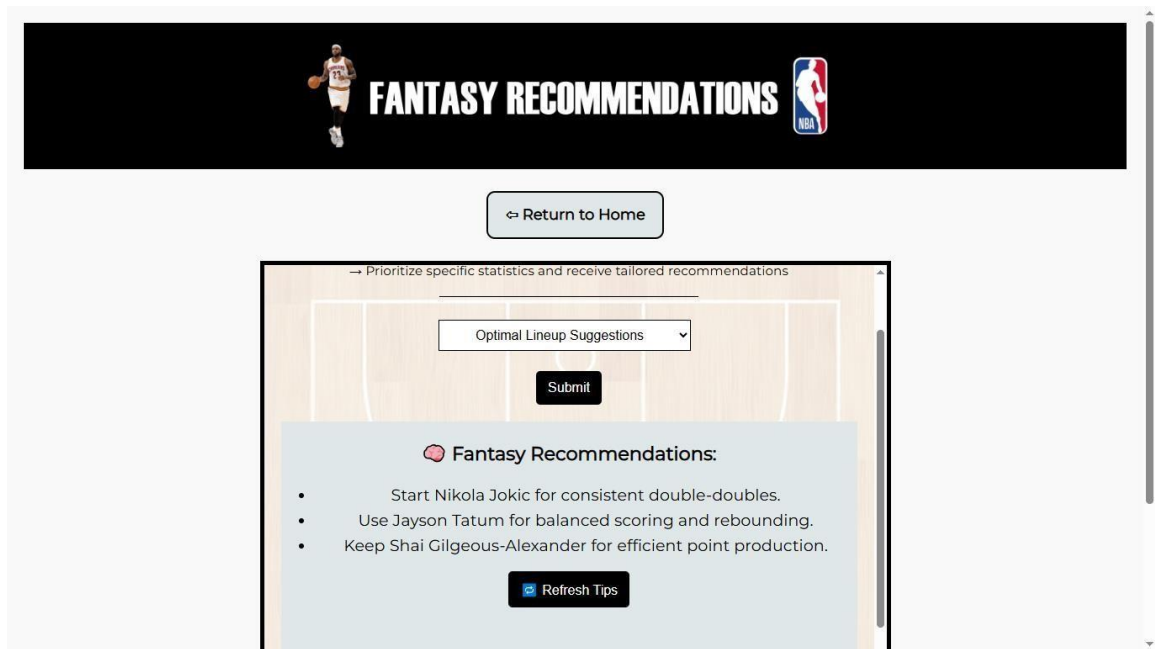 FANTASY RECOMMENDATIONS
NBA
⇦ Return to Home
→ Prioritize specific statistics and receive tailored recommendations
Optimal Lineup Suggestions
Submit
🧠 Fantasy Recommendations:
• Start Nikola Jokic for consistent double-doubles.
• Use Jayson Tatum for balanced scoring and rebounding.
• Keep Shai Gilgeous-Alexander for efficient point production.
🔁 Refresh Tips